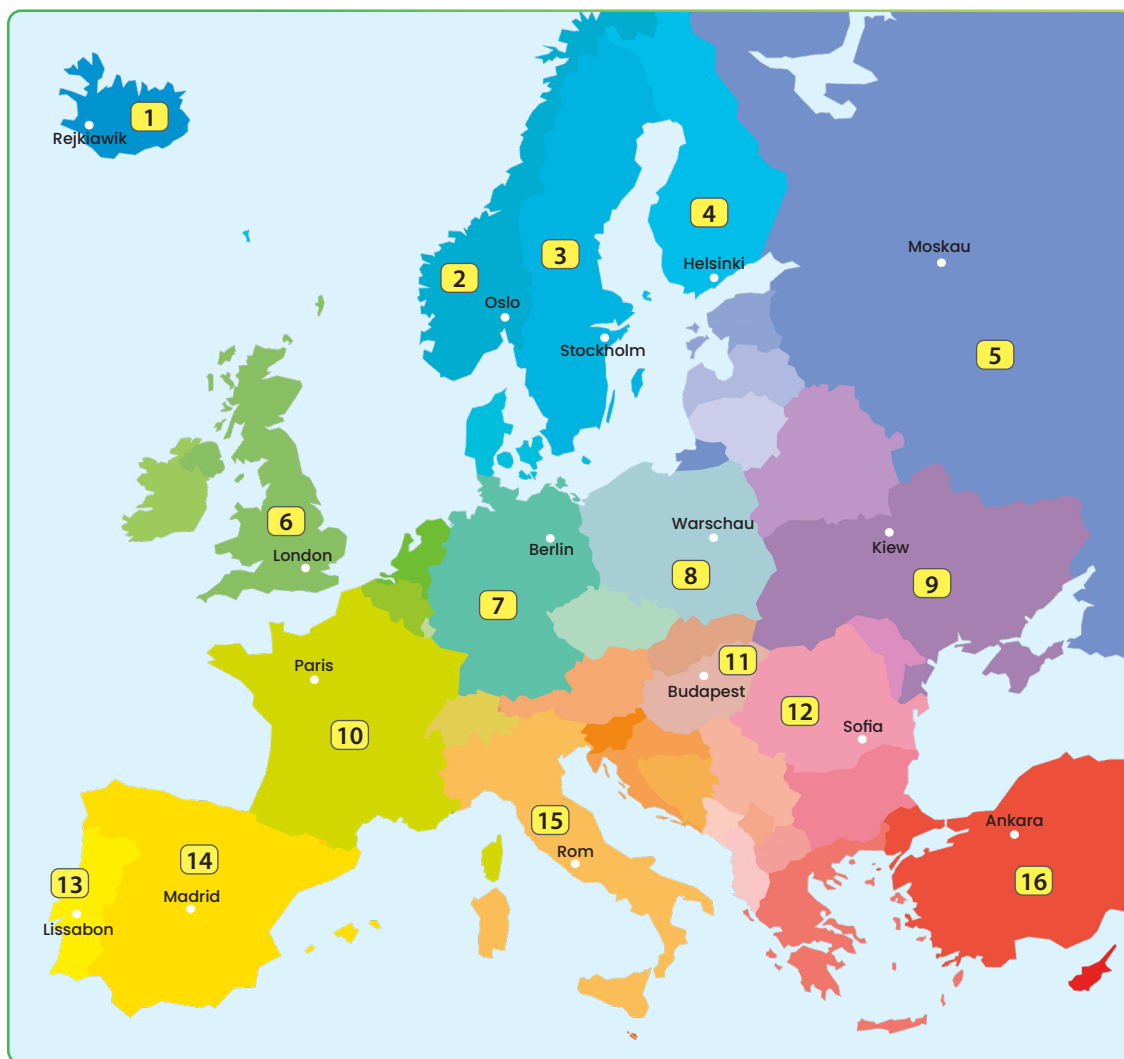 1
Rejkiawik
2
Oslo
3
Stockholm
4
Helsinki
Moskau
5
6
London
Berlin
7
Warschau
8
Kiew
9
Paris
10
11
Budapest
12
Sofia
13
Lissabon
14
Madrid
15
Rom
Ankara
16